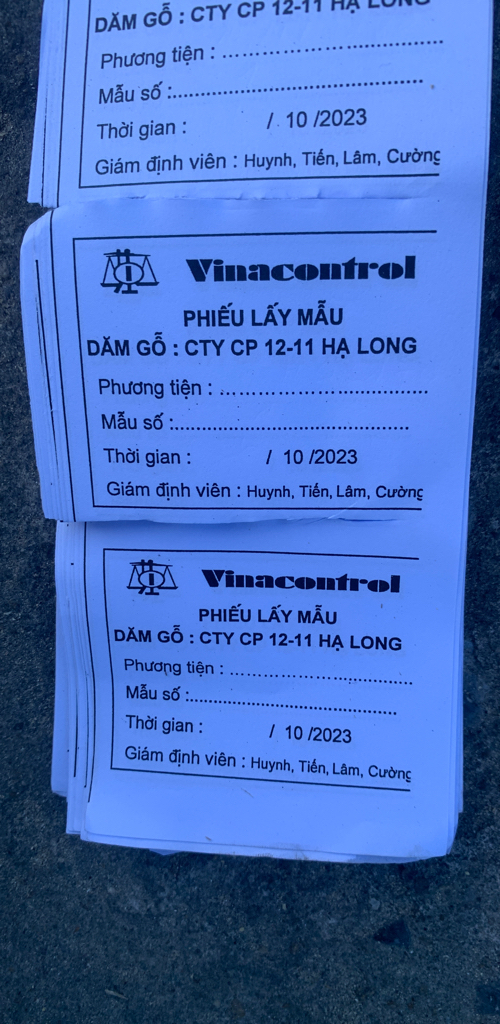 DĂM GỖ : CTY CP 12-11 HẠ LONG
Phương tiện : .......................................
Mẫu số :.............................................
Thời gian : / 10 /2023
Giám định viên : Huynh, Tiến, Lâm, Cường
Vinacontrol
PHIẾU LẤY MẪU
DĂM GỖ : CTY CP 12-11 HẠ LONG
Phương tiện : .......................................
Mẫu số :.............................................
Thời gian : / 10 /2023
Giám định viên : Huynh, Tiến, Lâm, Cường
Vinacontrol
PHIẾU LẤY MẪU
DĂM GỖ : CTY CP 12-11 HẠ LONG
Phương tiện : .......................................
Mẫu số :.............................................
Thời gian : / 10 /2023
Giám định viên : Huynh, Tiến, Lâm, Cường